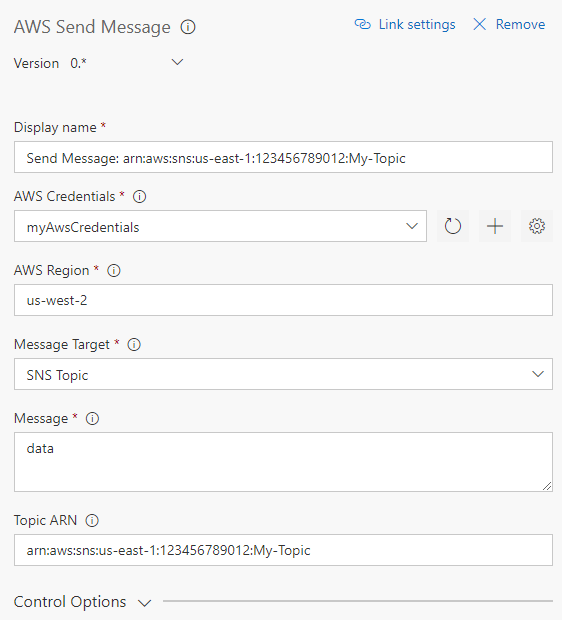 AWS Send Message
Link settings
Remove
Version 0.*
Display name *
Send Message: arn:aws:sns:us-east-1:123456789012:My-Topic
AWS Credentials *
myAwsCredentials
AWS Region *
us-west-2
Message Target *
SNS Topic
Message *
data
Topic ARN
arn:aws:sns:us-east-1:123456789012:My-Topic
Control Options